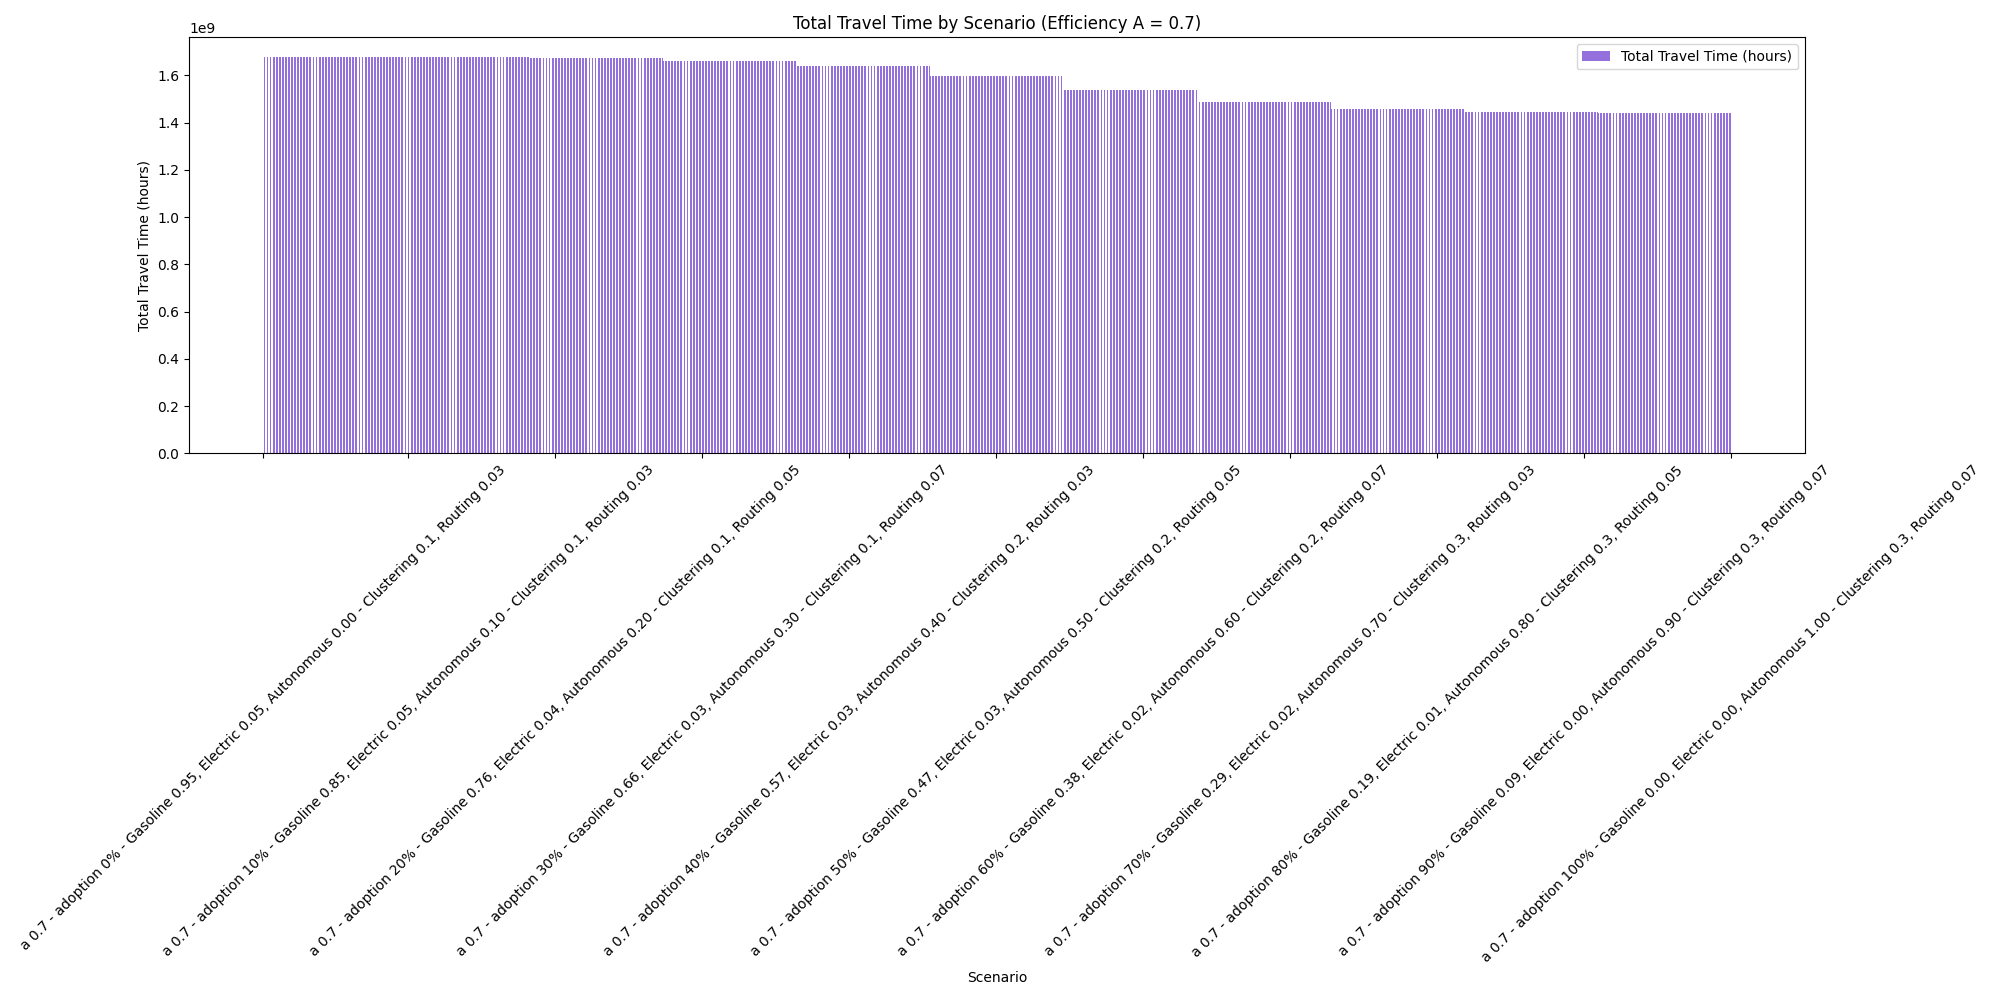 Total Travel Time by Scenario (Efficiency A = 0.7)
1e9
Total Travel Time (hours)
1.6
1.4
1.2
1.0
0.8
0.6
0.4
0.2
0.0
Total Travel Time (hours)
a 0.7 - adoption 0% - Gasoline 0.95, Electric 0.05, Autonomous 0.00 - Clustering 0.1, Routing 0.03
a 0.7 - adoption 10% - Gasoline 0.85, Electric 0.05, Autonomous 0.10 - Clustering 0.1, Routing 0.03
a 0.7 - adoption 20% - Gasoline 0.76, Electric 0.04, Autonomous 0.20 - Clustering 0.1, Routing 0.05
a 0.7 - adoption 30% - Gasoline 0.66, Electric 0.03, Autonomous 0.30 - Clustering 0.1, Routing 0.07
a 0.7 - adoption 40% - Gasoline 0.57, Electric 0.03, Autonomous 0.40 - Clustering 0.2, Routing 0.03
a 0.7 - adoption 50% - Gasoline 0.47, Electric 0.03, Autonomous 0.50 - Clustering 0.2, Routing 0.05
a 0.7 - adoption 60% - Gasoline 0.38, Electric 0.02, Autonomous 0.60 - Clustering 0.2, Routing 0.07
a 0.7 - adoption 70% - Gasoline 0.29, Electric 0.02, Autonomous 0.70 - Clustering 0.3, Routing 0.03
a 0.7 - adoption 80% - Gasoline 0.19, Electric 0.01, Autonomous 0.80 - Clustering 0.3, Routing 0.05
a 0.7 - adoption 90% - Gasoline 0.09, Electric 0.00, Autonomous 0.90 - Clustering 0.3, Routing 0.07
a 0.7 - adoption 100% - Gasoline 0.00, Electric 0.00, Autonomous 1.00 - Clustering 0.3, Routing 0.07
Scenario